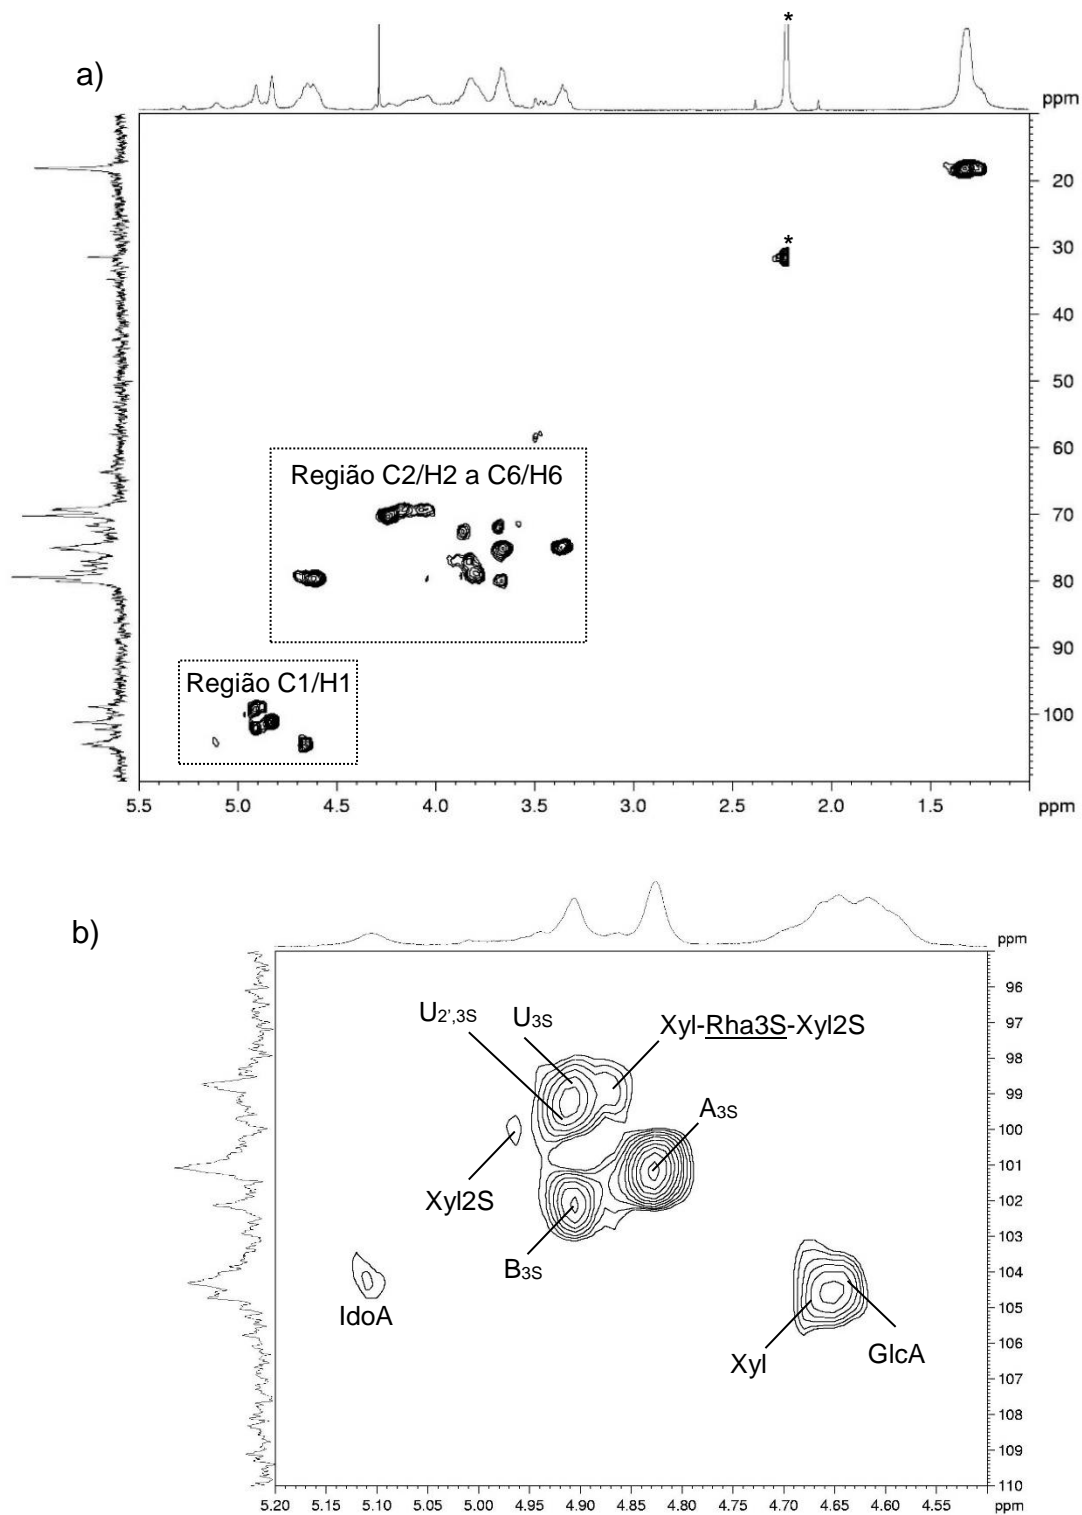 a)
*
ppm
20
*
30
40
50
60
Região C2/H2 a C6/H6
70
80
90
Região C1/H1
100
5.5 5.0 4.5 4.0 3.5 3.0 2.5 2.0 1.5 ppm
b)
ppm
96
U2',3S U3S Xyl-Rha3S-Xyl2S
97
98
99
A3S
100
101
Xyl2S
102
103
B3S
104
IdoA
105
Xyl GlcA
106
107
108
109
110
5.20 5.15 5.10 5.05 5.00 4.95 4.90 4.85 4.80 4.75 4.70 4.65 4.60 4.55 ppm